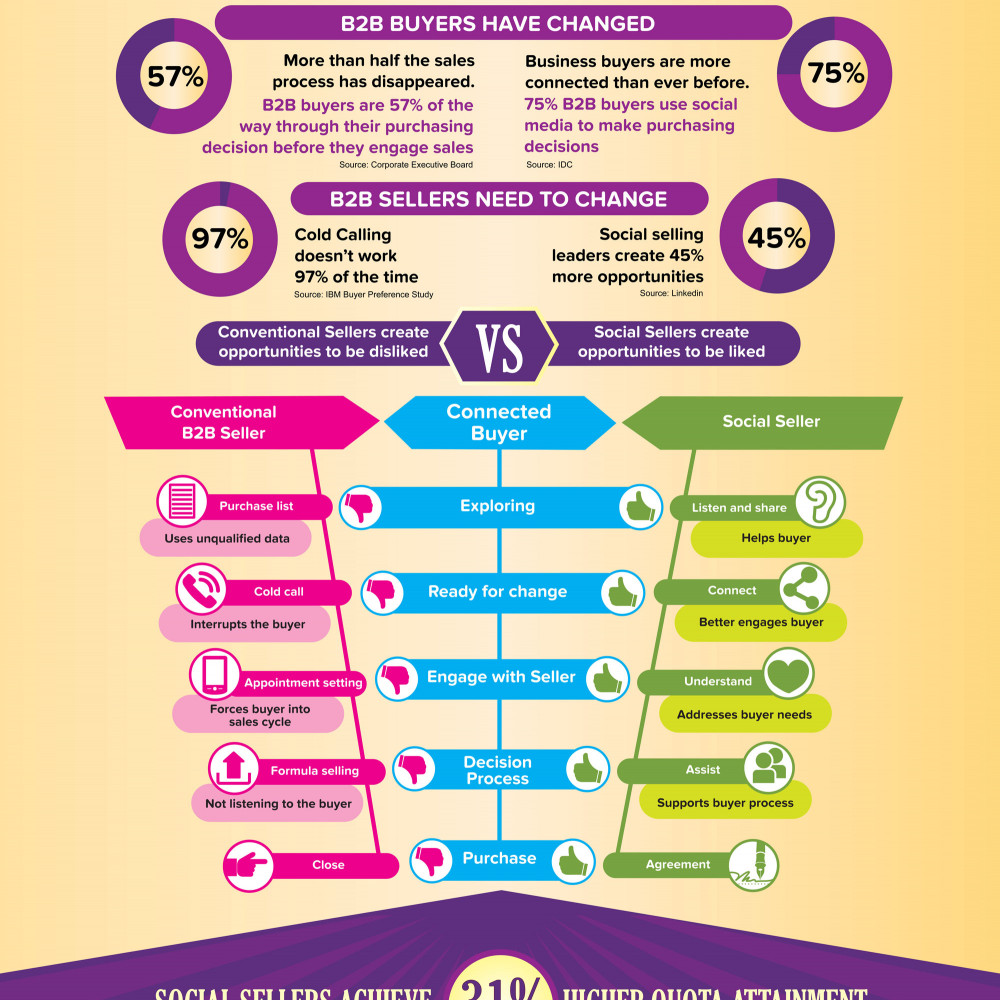 B2B BUYERS HAVE CHANGED
57%
More than half the sales
process has disappeared.
B2B buyers are 57% of the
way through their purchasing
decision before they engage sales
Source: Corporate Executive Board
Business buyers are more
connected than ever before.
75% B2B buyers use social
media to make purchasing
decisions
Source: IDC
75%
B2B SELLERS NEED TO CHANGE
97%
Cold Calling
doesn't work
97% of the time
Source: IBM Buyer Preference Study
Social selling
leaders create 45%
more opportunities
Source: Linkedin
45%
Conventional Sellers create
opportunities to be disliked
VS
Social Sellers create
opportunities to be liked
Conventional
B2B Seller
Connected
Buyer
Social Seller
Purchase list
Uses unqualified data
Exploring
Listen and share
Helps buyer
Cold call
Interrupts the buyer
Ready for change
Connect
Better engages buyer
Appointment setting
Forces buyer into
sales cycle
Engage with Seller
Understand
Addresses buyer needs
Formula selling
Not listening to the buyer
Decision
Process
Assist
Supports buyer process
Close
Purchase
Agreement
SOCIAL SELLERS ACHIEVE 31% HIGHER QUOTA ATTAINMENT